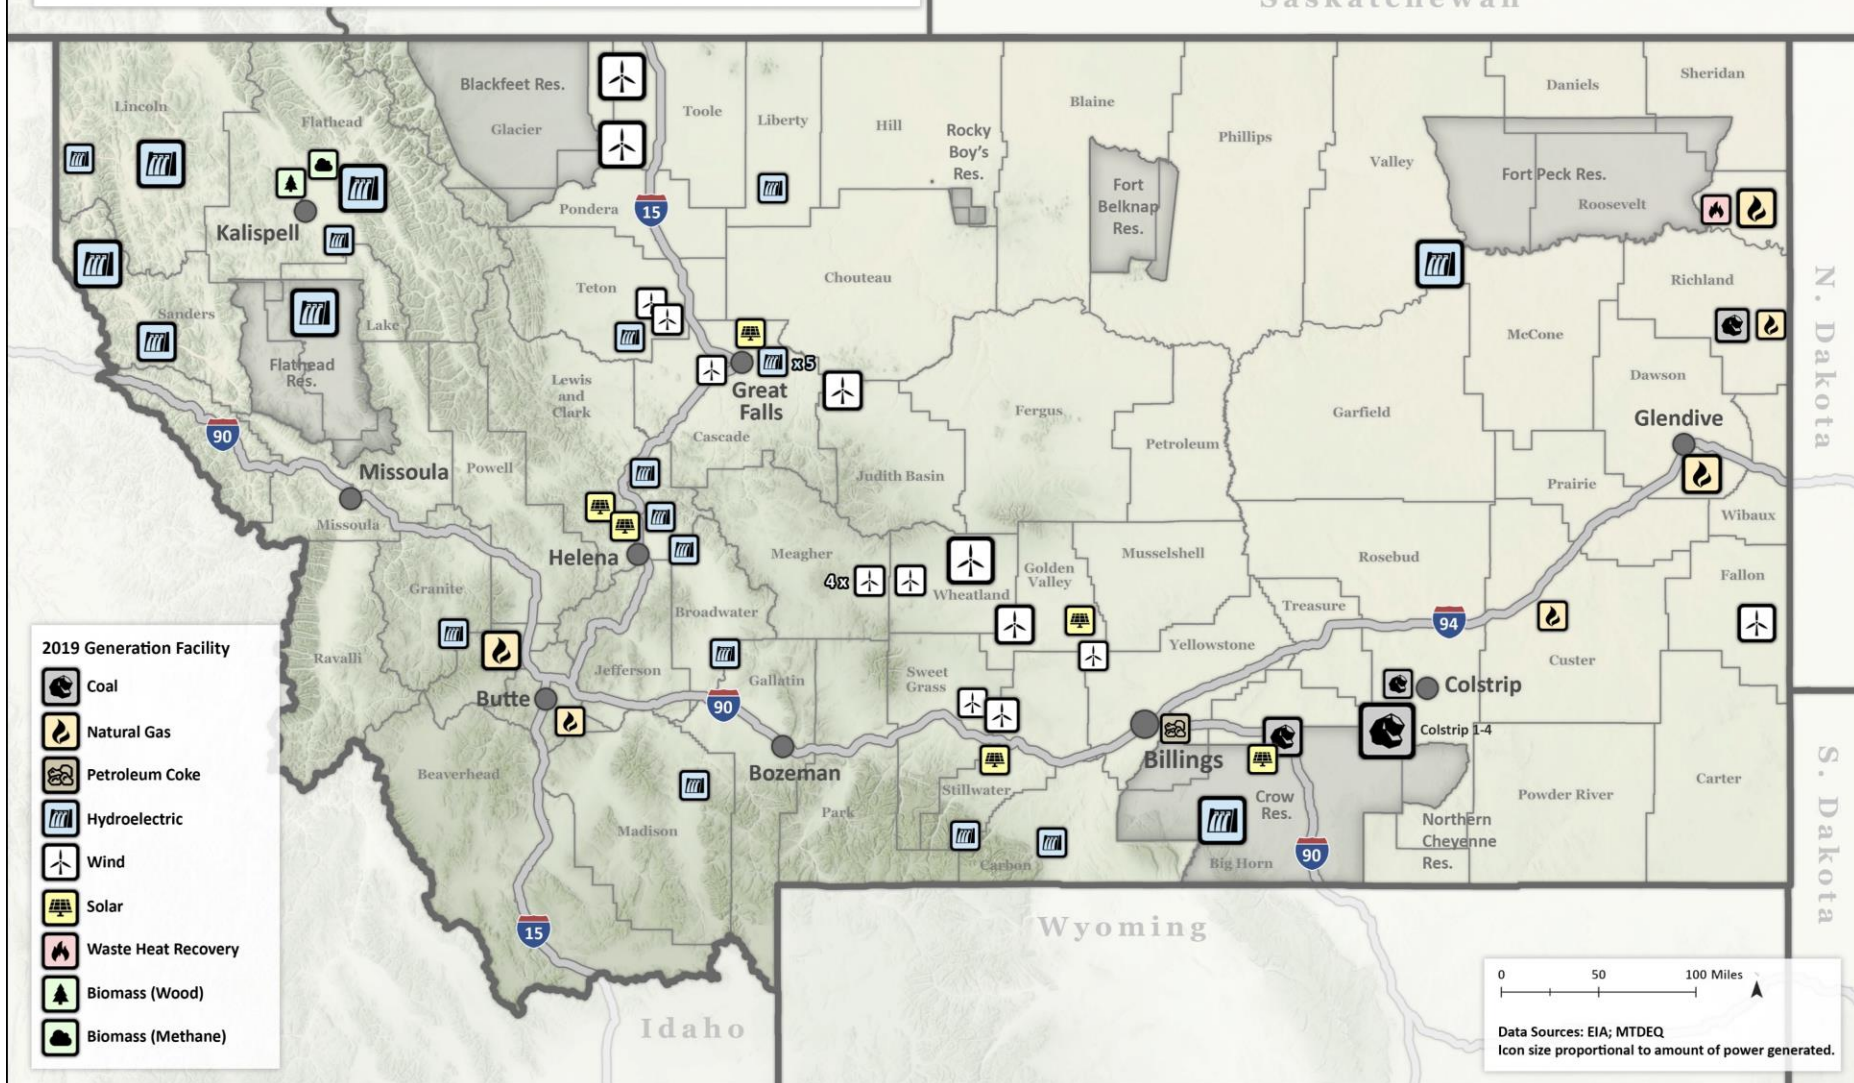 Saskatchewan
Blackfeet Res.
Glacier
Lincoln
Flathead
Toole
Liberty
Hill
Rocky
Boy's
Res.
Blaine
Phillips
Daniels
Sheridan
Valley
Fort Peck Res.
Roosevelt
Fort
Belknap
Res.
Pondera
15
Kalispell
Chouteau
Teton
Richland
N. Dakota
Sanders
Lake
Flathead
Res.
McCone
x 5
Great
Falls
Lewis
and
Clark
Cascade
Fergus
Garfield
Dawson
Glendive
Petroleum
Judith Basin
90
Missoula
Powell
Prairie
Missoula
Wibaux
Helena
Meagher
4 x
Wheatland
Golden
Valley
Musselshell
Rosebud
Fallon
Granite
Broadwater
Treasure
94
Yellowstone
Custer
Ravalli
Jefferson
Gallatin
Sweet
Grass
Butte
90
Colstrip
Colstrip 1-4
Billings
Bozeman
Beaverhead
Stillwater
Park
Madison
Crow
Res.
Powder River
Carter
Northern
Cheyenne
Res.
Carbon
Big Horn
90
S. Dakota
15
Wyoming
Idaho
2019 Generation Facility
Coal
Natural Gas
Petroleum Coke
Hydroelectric
Wind
Solar
Waste Heat Recovery
Biomass (Wood)
Biomass (Methane)
0 50 100 Miles
Data Sources: EIA; MTDEQ
Icon size proportional to amount of power generated.